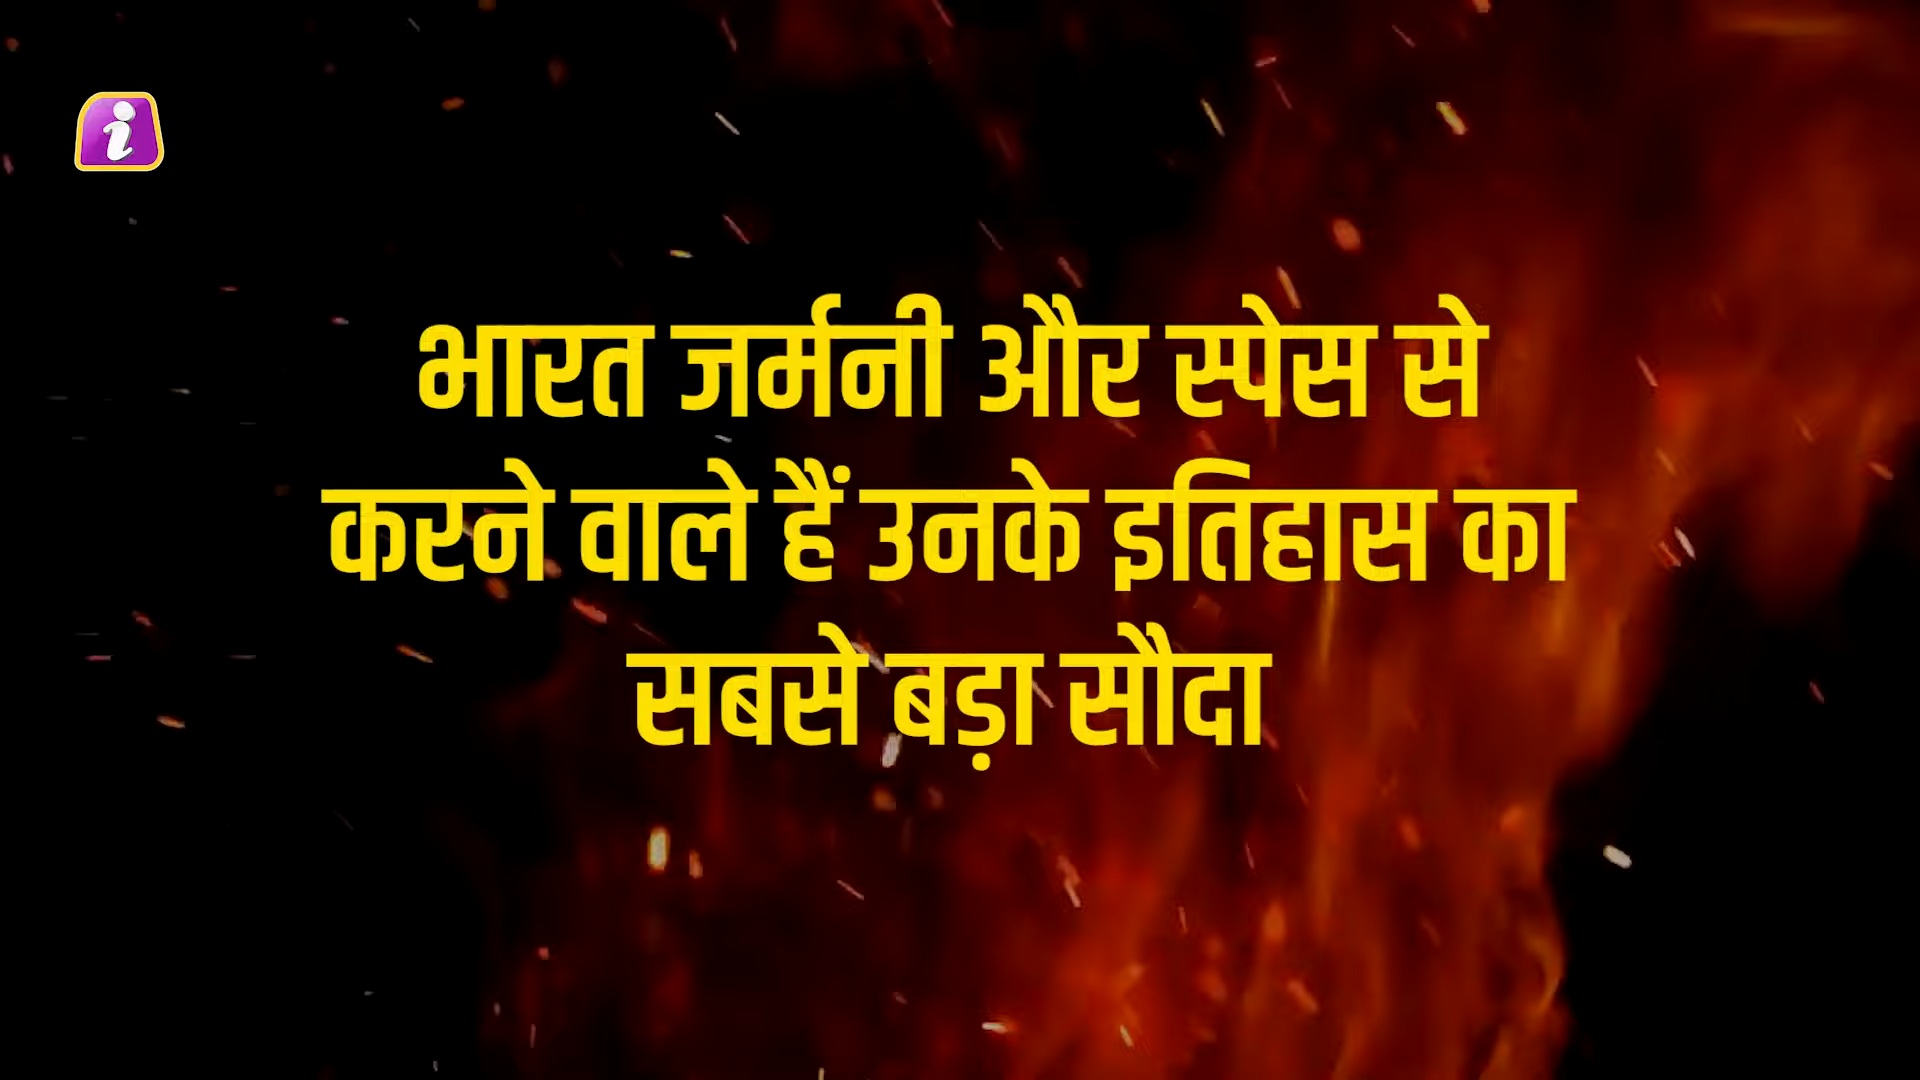 i
भारत जर्मनी और स्पेस से
करने वाले हैं उनके इतिहास का
सबसे बड़ा सौदा